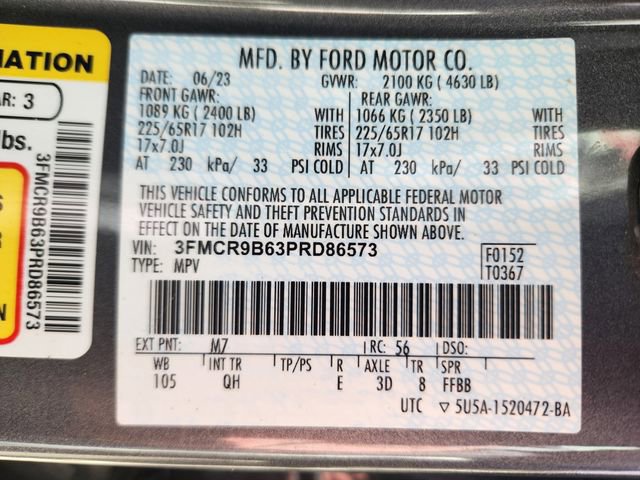 MATION
AR: 3
lbs.
3FMCR9B63PRD86573
MFD. BY FORD MOTOR CO.
DATE: 06/23 GVWR: 2100 KG ( 4630 LB)
FRONT GAWR: REAR GAWR:
1089 KG ( 2400 LB) WITH 1066 KG ( 2350 LB) WITH
225/65R17 102H TIRES 225/65R17 102H TIRES
17x7.0J RIMS 17x7.0J RIMS
AT 230 kPa/ 33 PSI COLD AT 230 kPa/ 33 PSI COLD
THIS VEHICLE CONFORMS TO ALL APPLICABLE FEDERAL MOTOR
VEHICLE SAFETY AND THEFT PREVENTION STANDARDS IN
EFFECT ON THE DATE OF MANUFACTURE SHOWN ABOVE.
VIN: 3FMCR9B63PRD86573 F0152
TYPE: MPV T0367
EXT PNT: M7 RC: 56 DSO:
WB INT TR TP/PS R AXLE TR SPR
105 QH E 3D 8 FFBB
UTC ▽ 5U5A-1520472-BA